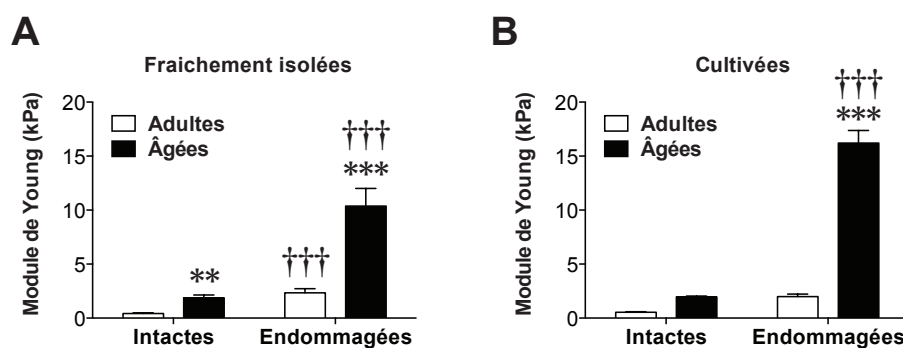 A
Fraichement isolées
Module de Young (kPa)
20
15
10
5
0
Adultes
Âgées
**
†††
†††
***
Intactes
Endommagées
B
Cultivées
Module de Young (kPa)
20
15
10
5
0
Adultes
Âgées
†††
***
Intactes
Endommagées